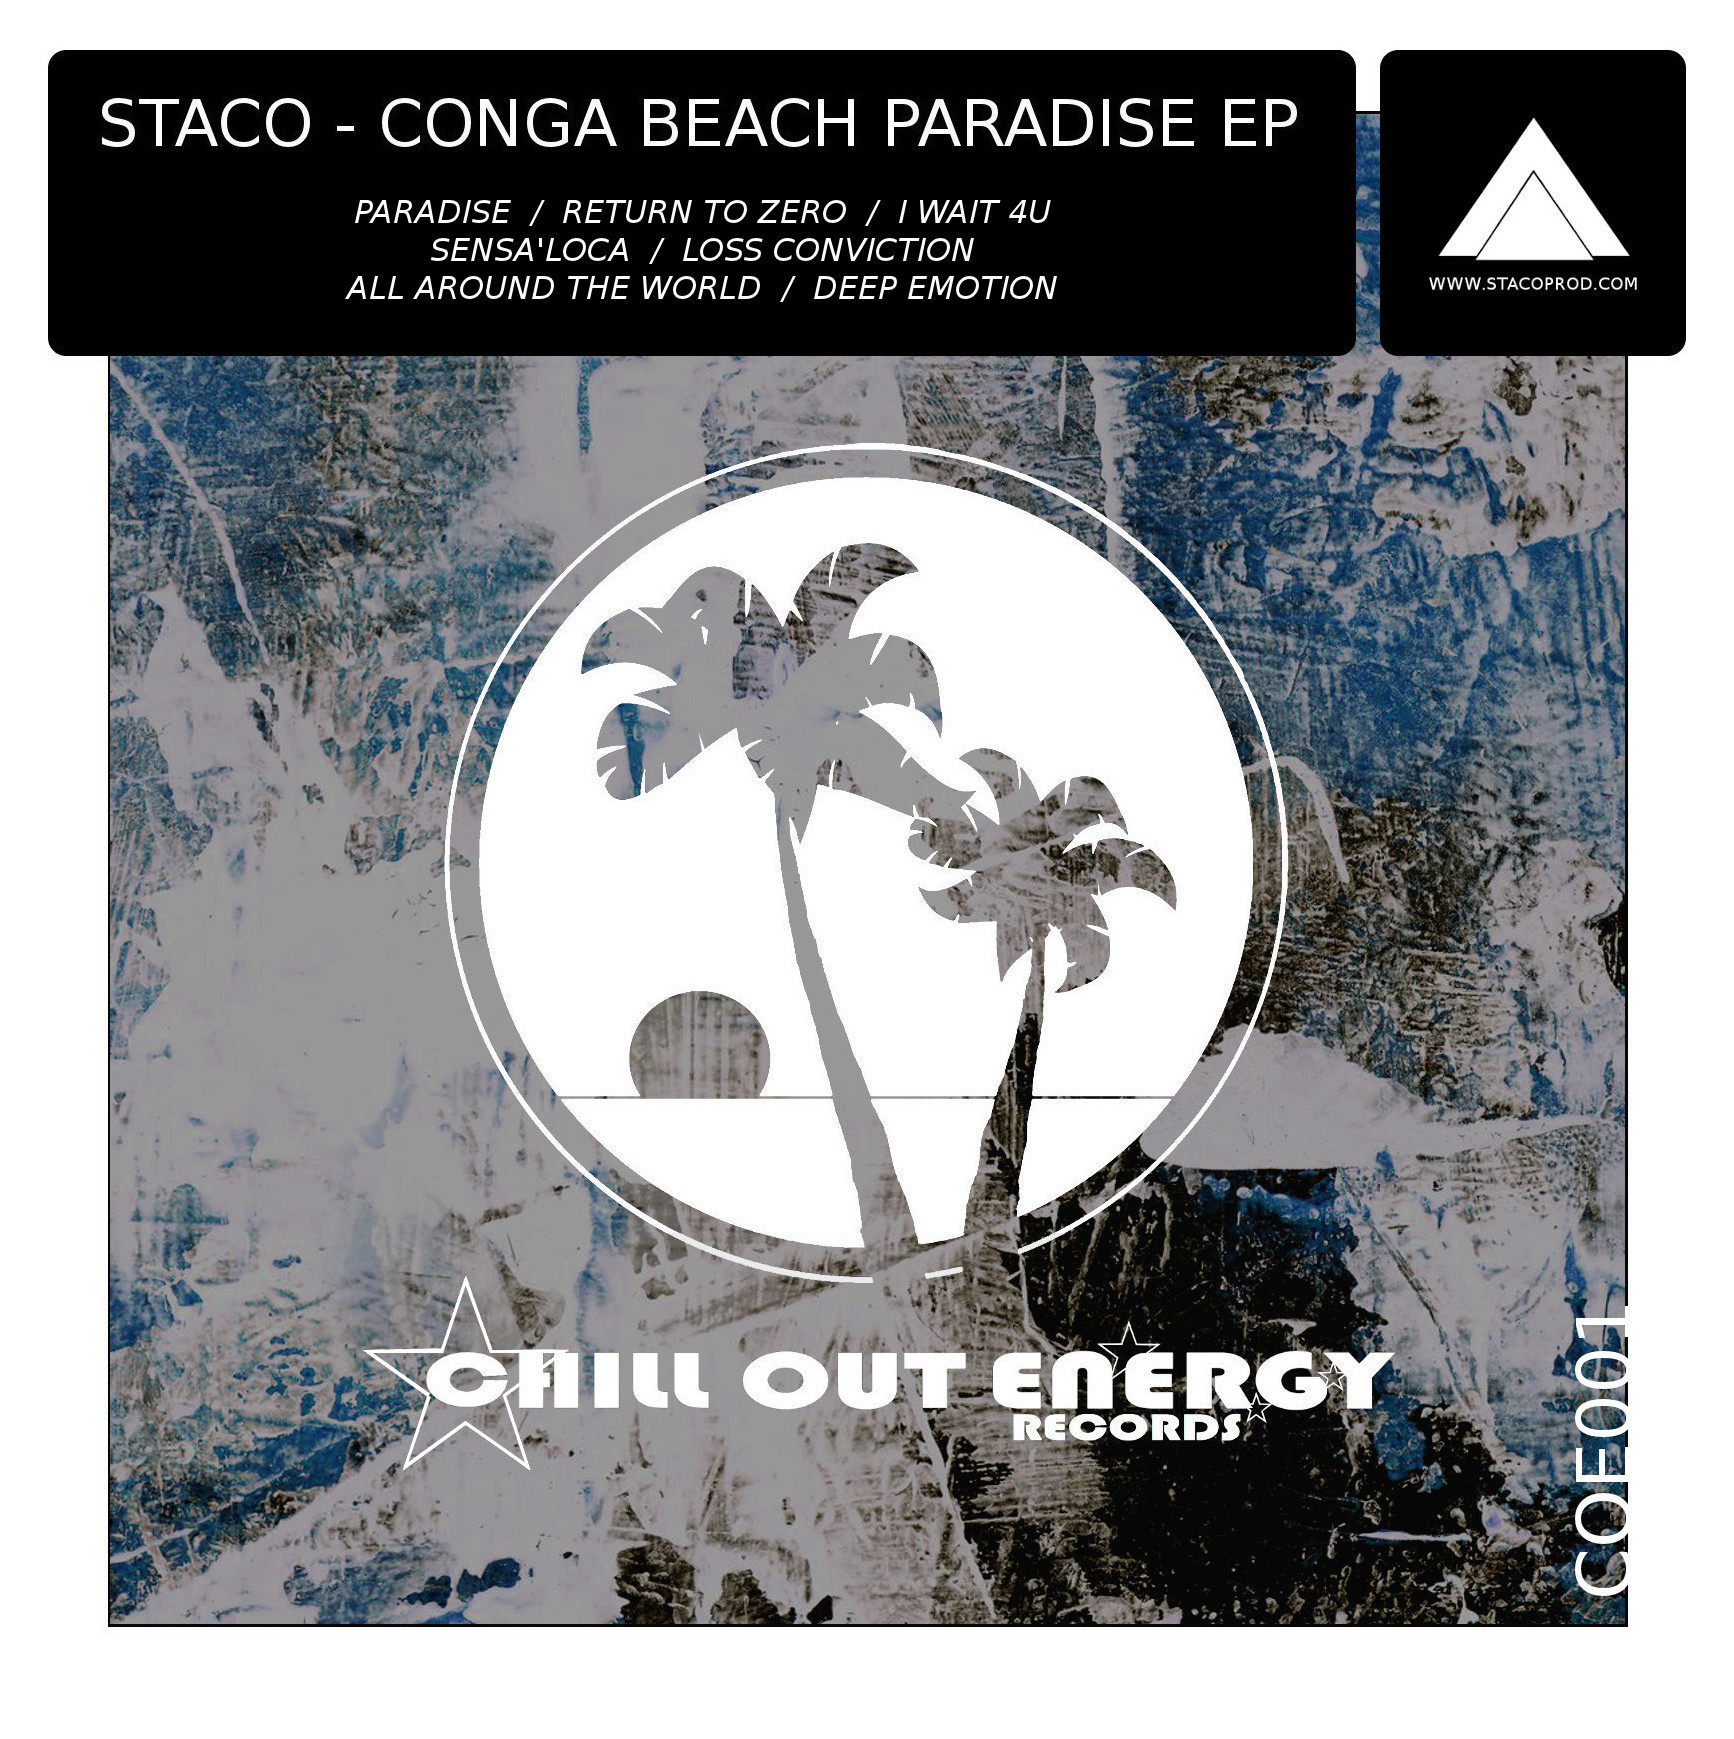 STACO - CONGA BEACH PARADISE EP
PARADISE / RETURN TO ZERO / I WAIT 4U
SENSA'LOCA / LOSS CONVICTION
ALL AROUND THE WORLD / DEEP EMOTION
WWW.STACOPROD.COM
CHILL OUT ENERGY
RECORDS
COE001